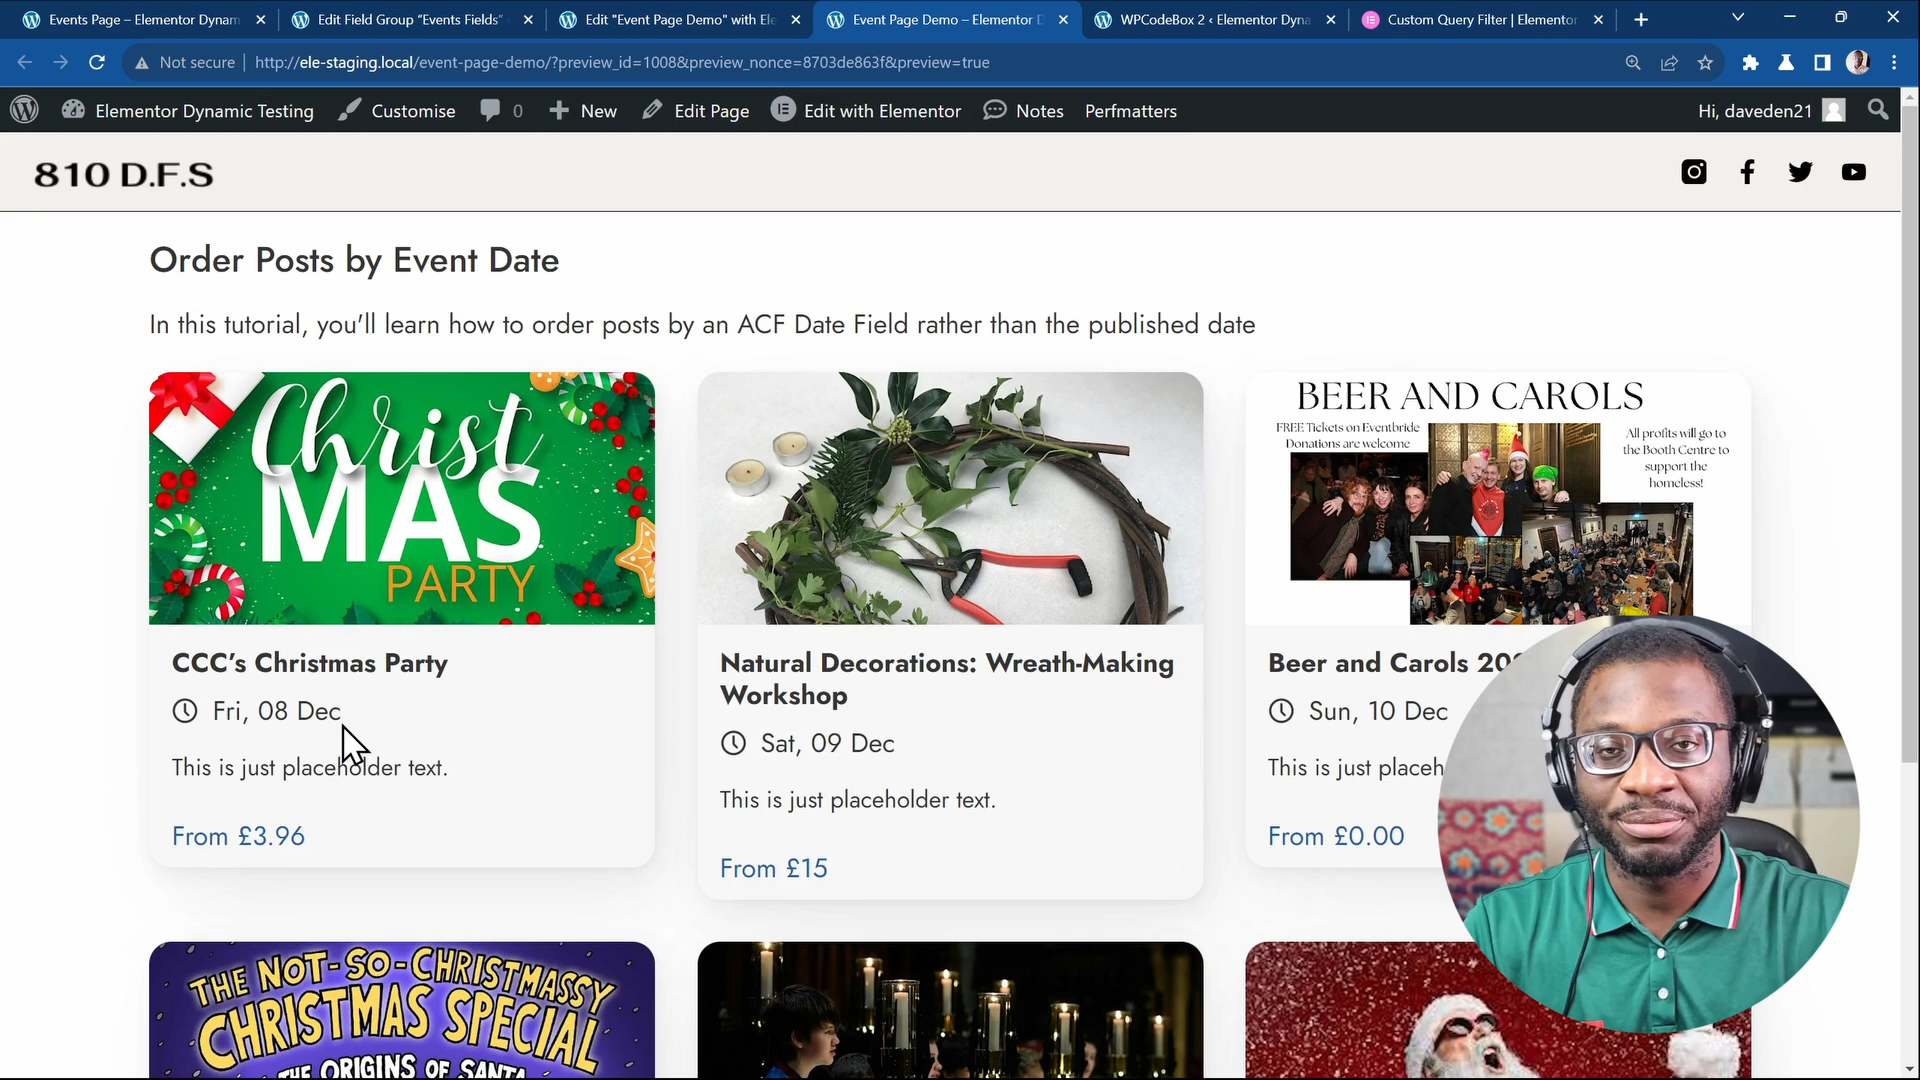 Events Page – Elementor Dynam
Edit Field Group “Events Fields”
Edit "Event Page Demo" with Ele
Event Page Demo – Elementor D
WPCodeBox 2 ‹ Elementor Dyna
Custom Query Filter | Elementor
Not secure
http://ele-staging.local/event-page-demo/?preview_id=1008&preview_nonce=8703de863f&preview=true
Elementor Dynamic Testing
Customise
0
New
Edit Page
Edit with Elementor
Notes
Perfmatters
Hi, daveden21
810 D.F.S
Order Posts by Event Date
In this tutorial, you'll learn how to order posts by an ACF Date Field rather than the published date
Christ
MAS
PARTY
CCC’s Christmas Party
Fri, 08 Dec
This is just placeholder text.
From £3.96
Natural Decorations: Wreath-Making
Workshop
Sat, 09 Dec
This is just placeholder text.
From £15
BEER AND CAROLS
FREE Tickets on Eventbride
Donations are welcome
All profits will go to
the Booth Centre to
support the
homeless!
Beer and Carols
Sun, 10 Dec
This is just placeh
From £0.00
THE NOT-SO-CHRISTMASSY
CHRISTMAS SPECIAL
THE ORIGINS OF SANTA